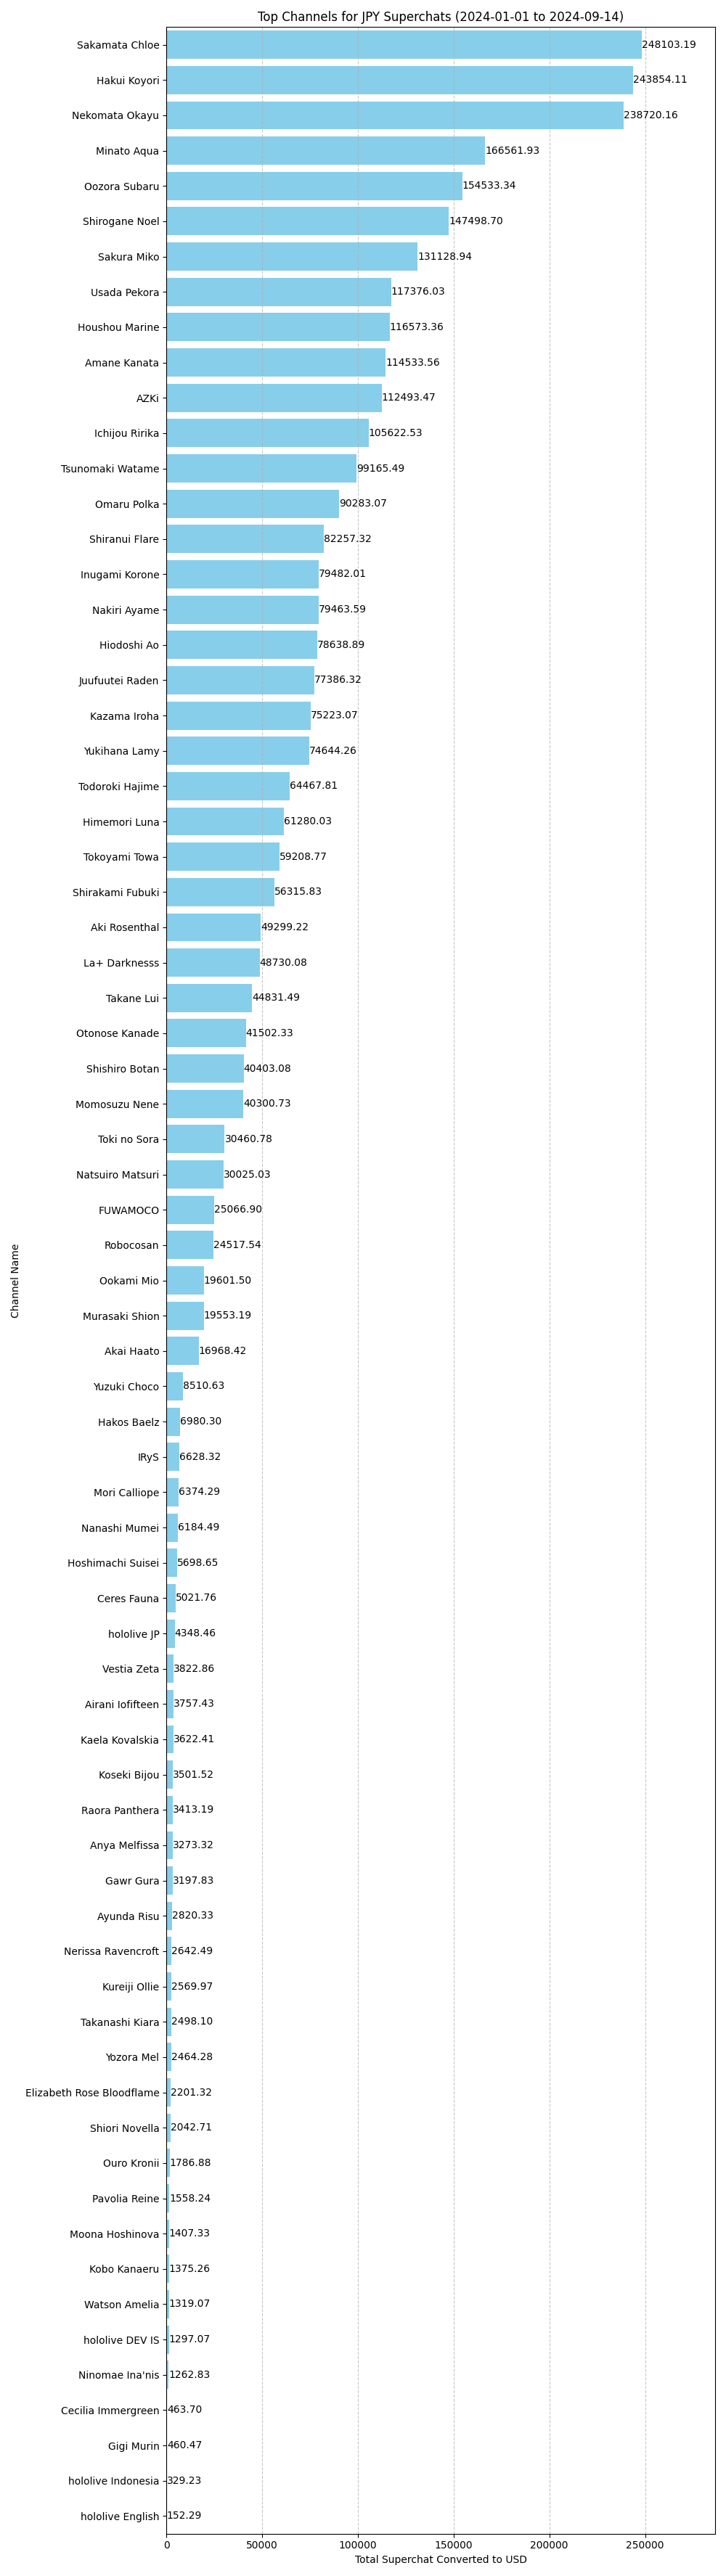 Top Channels for JPY Superchats (2024-01-01 to 2024-09-14)
Sakamata Chloe 248103.19
Hakui Koyori 243854.11
Nekomata Okayu 238720.16
Minato Aqua 166561.93
Oozora Subaru 154533.34
Shirogane Noel 147498.70
Sakura Miko 131128.94
Usada Pekora 117376.03
Houshou Marine 116573.36
Amane Kanata 114533.56
AZKi 112493.47
Ichijou Ririka 105622.53
Tsunomaki Watame 99165.49
Omaru Polka 90283.07
Shiranui Flare 82257.32
Inugami Korone 79482.01
Nakiri Ayame 79463.59
Hiodoshi Ao 78638.89
Juufuutei Raden 77386.32
Kazama Iroha 75223.07
Yukihana Lamy 74644.26
Todoroki Hajime 64467.81
Himemori Luna 61280.03
Tokoyami Towa 59208.77
Shirakami Fubuki 56315.83
Aki Rosenthal 49299.22
La+ Darknesss 48730.08
Takane Lui 44831.49
Otonose Kanade 41502.33
Shishiro Botan 40403.08
Momosuzu Nene 40300.73
Toki no Sora 30460.78
Natsuiro Matsuri 30025.03
FUWAMOCO 25066.90
Robocosan 24517.54
Channel Name
Ookami Mio 19601.50
Murasaki Shion 19553.19
Akai Haato 16968.42
Yuzuki Choco 8510.63
Hakos Baelz 6980.30
IRyS 6628.32
Mori Calliope 6374.29
Nanashi Mumei 6184.49
Hoshimachi Suisei 5698.65
Ceres Fauna 5021.76
hololive JP 4348.46
Vestia Zeta 3822.86
Airani Iofifteen 3757.43
Kaela Kovalskia 3622.41
Koseki Bijou 3501.52
Raora Panthera 3413.19
Anya Melfissa 3273.32
Gawr Gura 3197.83
Ayunda Risu 2820.33
Nerissa Ravencroft 2642.49
Kureiji Ollie 2569.97
Takanashi Kiara 2498.10
Yozora Mel 2464.28
Elizabeth Rose Bloodflame 2201.32
Shiori Novella 2042.71
Ouro Kronii 1786.88
Pavolia Reine 1558.24
Moona Hoshinova 1407.33
Kobo Kanaeru 1375.26
Watson Amelia 1319.07
hololive DEV IS 1297.07
Ninomae Ina'nis 1262.83
Cecilia Immergreen 463.70
Gigi Murin 460.47
hololive Indonesia 329.23
hololive English 152.29
0 50000 100000 150000 200000 250000
Total Superchat Converted to USD